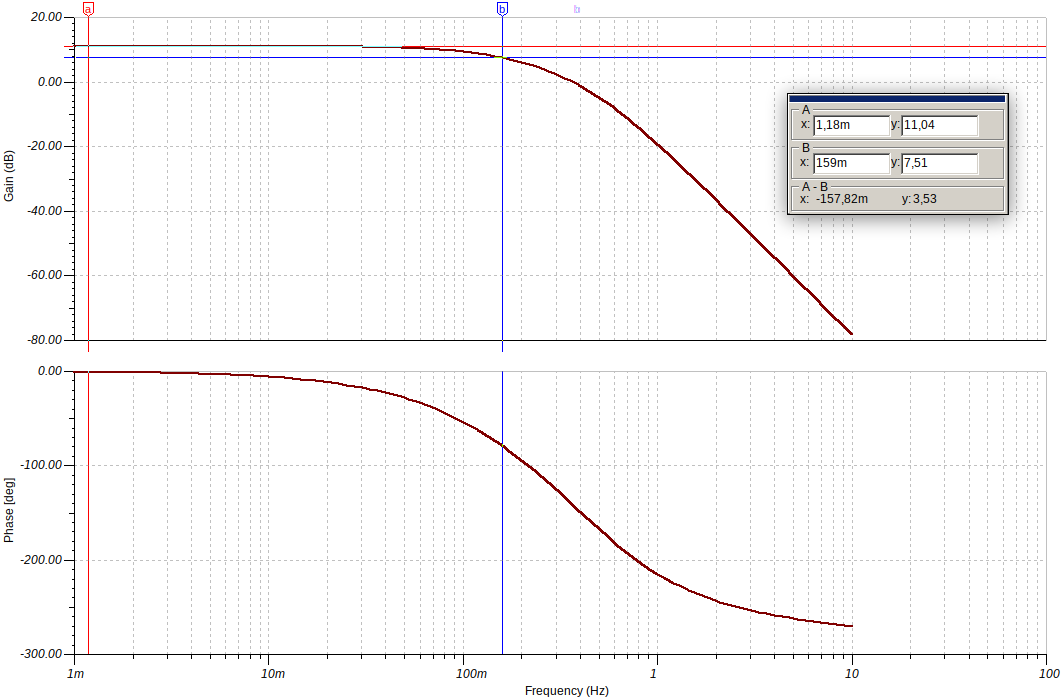 a
b
b
20.00
0.00
-20.00
-40.00
-60.00
-80.00
Gain (dB)
A
x: 1,18m y: 11,04
B
x: 159m y: 7,51
A - B
x: -157,82m y: 3,53
0.00
-100.00
-200.00
-300.00
Phase [deg]
1m 10m 100m 1 10 100
Frequency (Hz)